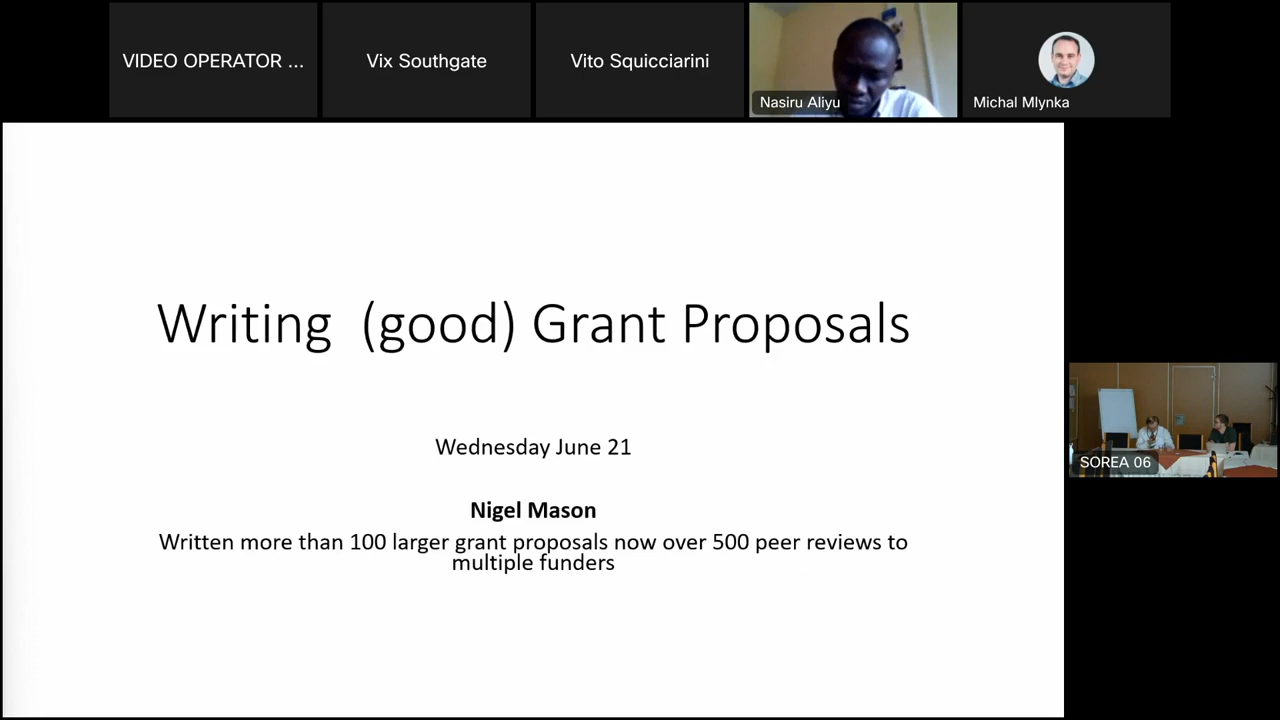 VIDEO OPERATOR ...
Vix Southgate
Vito Squicciarini
Nasiru Aliyu
Michal Mlynka
Writing (good) Grant Proposals
Wednesday June 21
Nigel Mason
Written more than 100 larger grant proposals now over 500 peer reviews to
multiple funders
SOREA 06